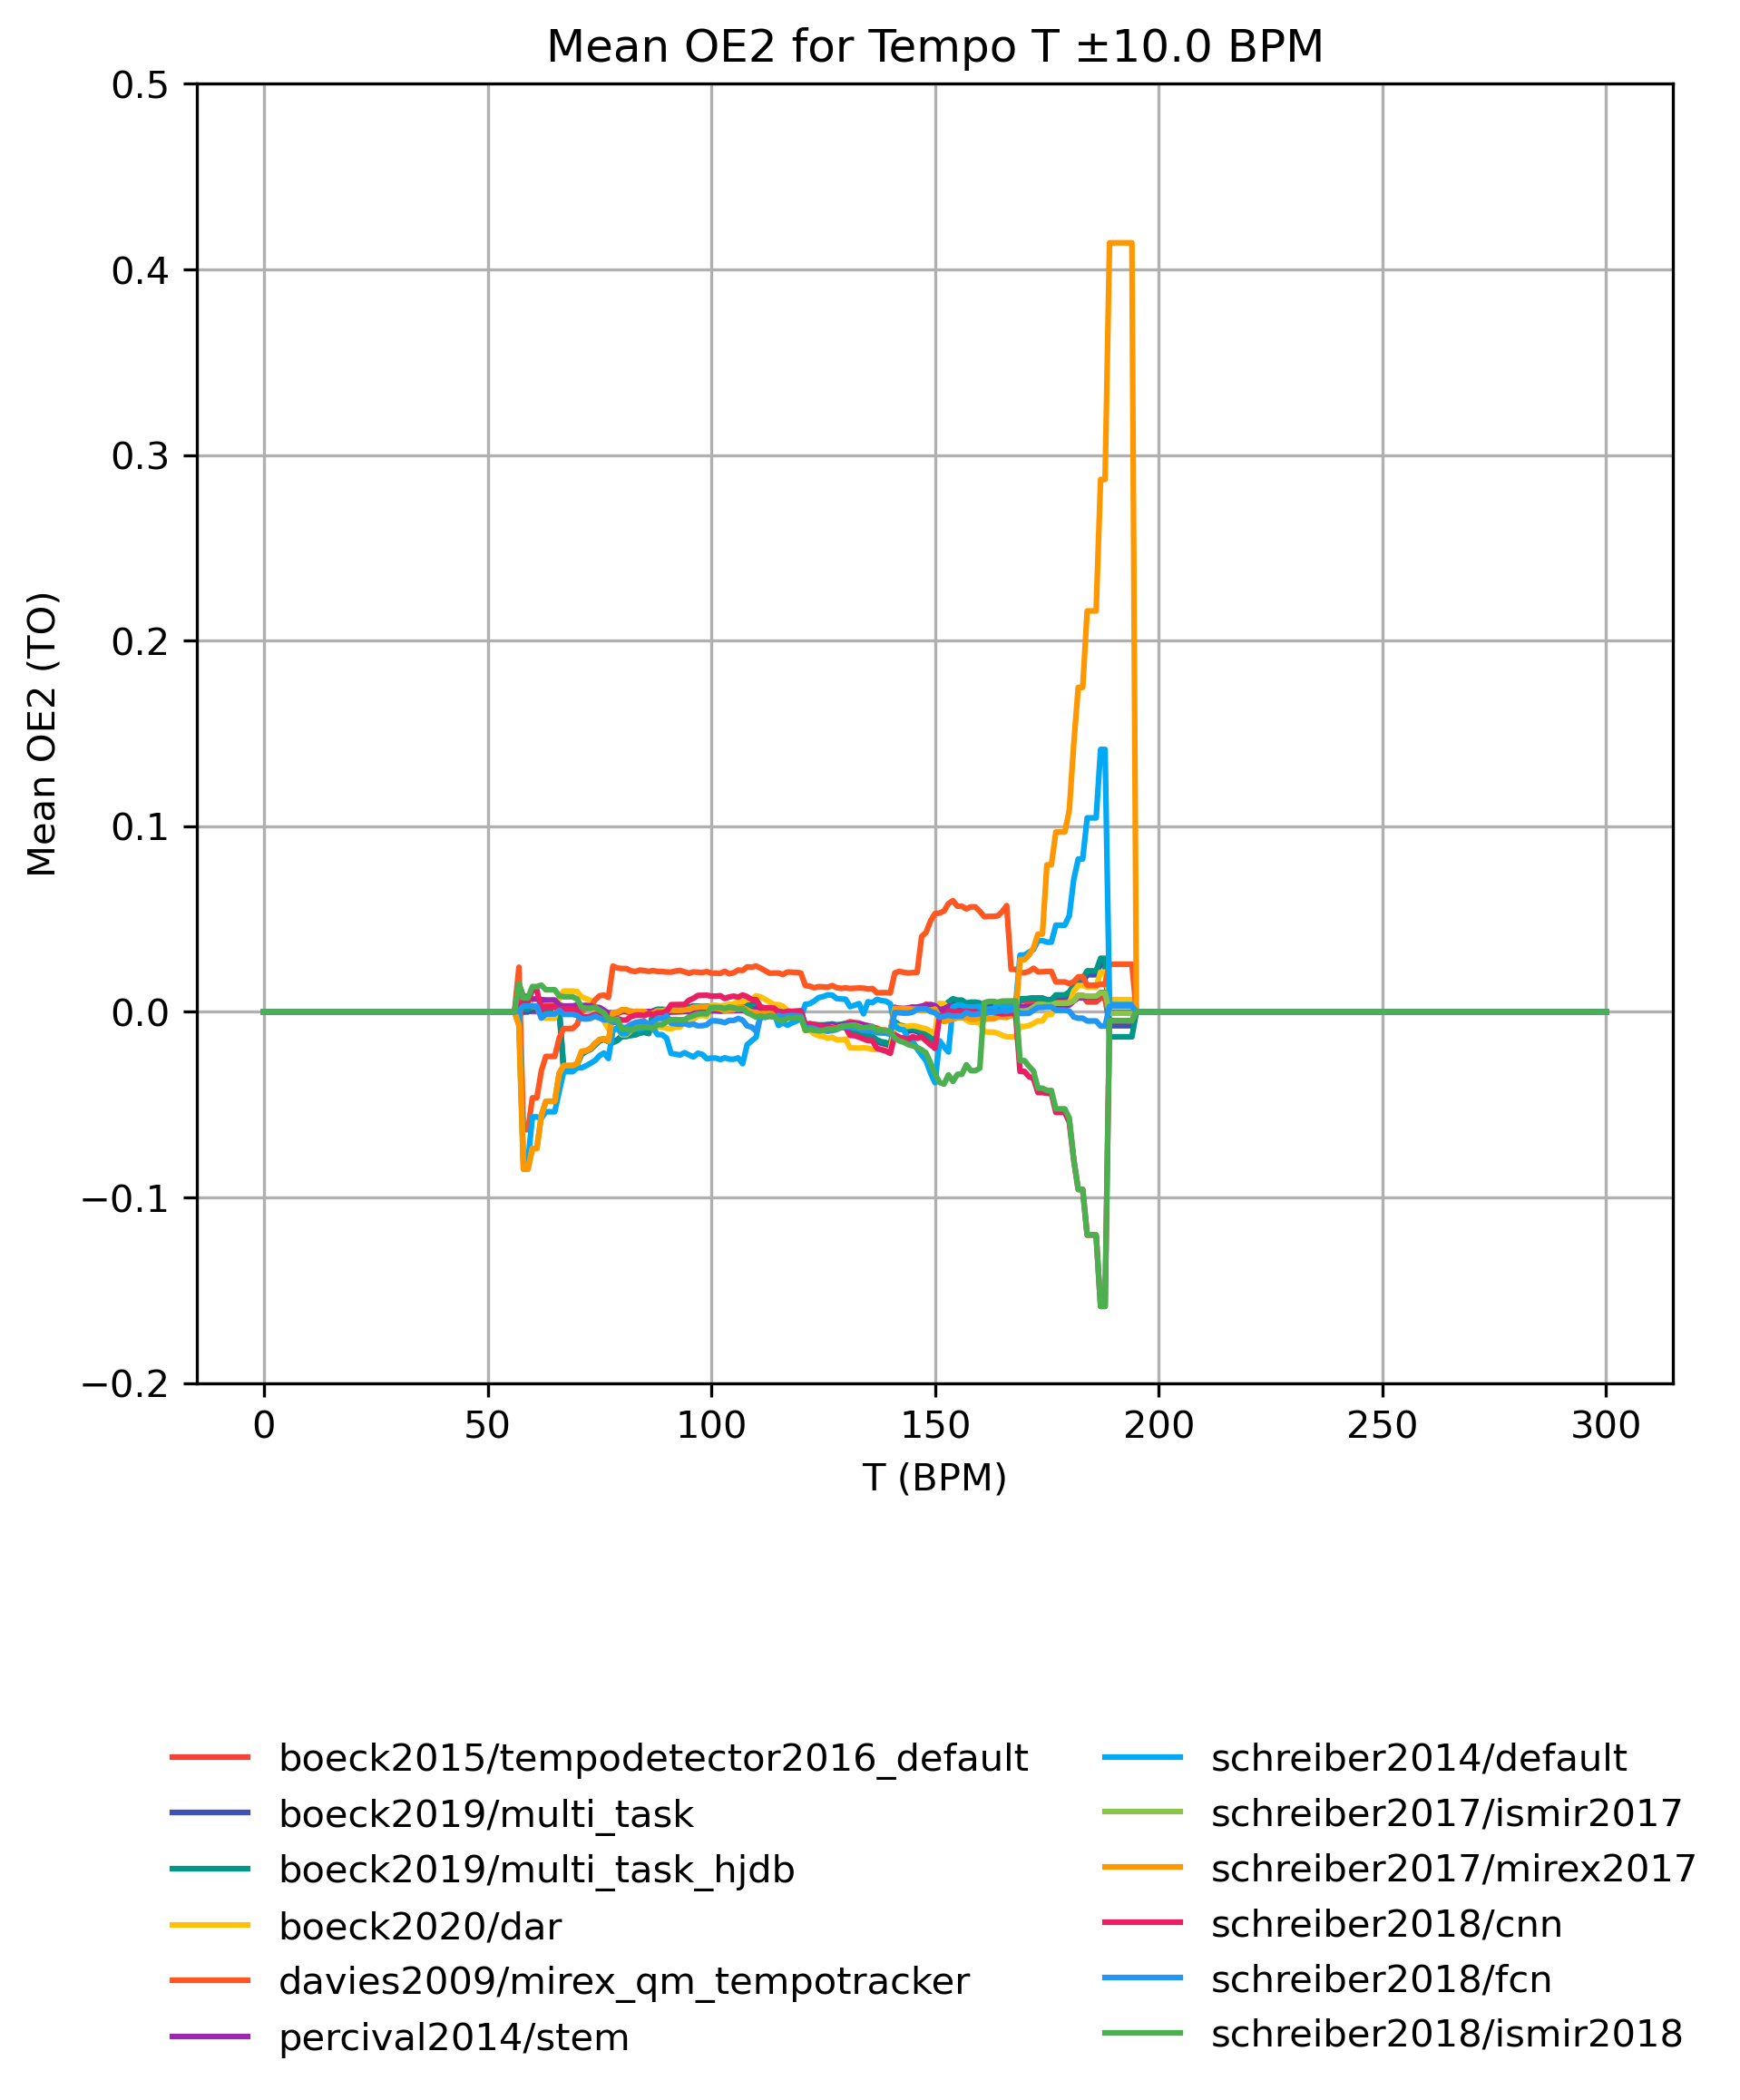 Mean OE2 for Tempo T ±10.0 BPM
0.5
0.4
0.3
0.2
0.1
0.0
−0.1
−0.2
Mean OE2 (TO)
0 50 100 150 200 250 300
T (BPM)
boeck2015/tempodetector2016_default
boeck2019/multi_task
boeck2019/multi_task_hjdb
boeck2020/dar
davies2009/mirex_qm_tempotracker
percival2014/stem
schreiber2014/default
schreiber2017/ismir2017
schreiber2017/mirex2017
schreiber2018/cnn
schreiber2018/fcn
schreiber2018/ismir2018